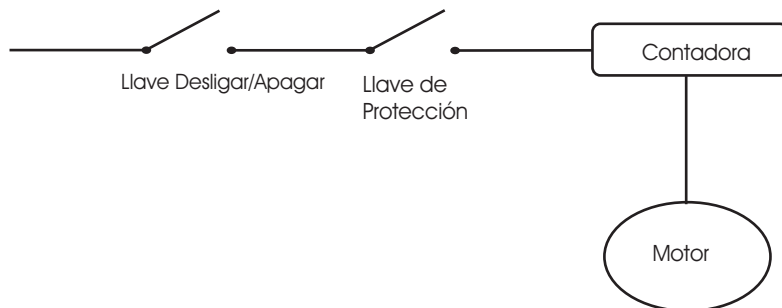 Llave Desligar/Apagar
Llave de
Protección
Contadora
Motor